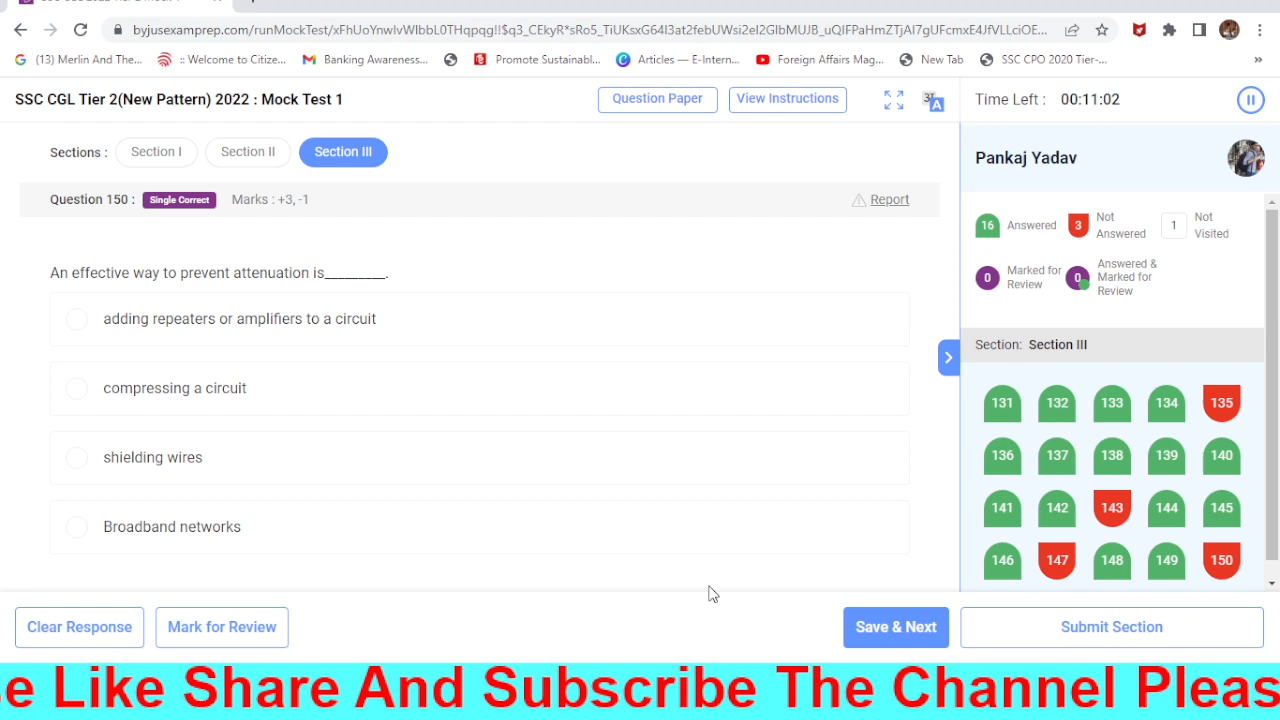 byjusexamprep.com/runMockTest/xFhUoYnwIvWlbbL0THqpqg!!$q3_CEkyR*sRo5_TiUKsxG64I3at2febUWsi2eI2GIbMUJ8_uQIFPaHmZTjAI7gUFcmxE4JfVLLciOE...
(13) Merlin And The...
:: Welcome to Citize...
Banking Awareness...
Promote Sustainabl...
Articles — E-Intern...
Foreign Affairs Mag...
New Tab
SSC CPO 2020 Tier-...
»
SSC CGL Tier 2(New Pattern) 2022 : Mock Test 1
Question Paper
View Instructions
Time Left : 00:11:02
Sections : Section I Section II Section III
Pankaj Yadav
Question 150 : Single Correct Marks : +3, -1
Report
16 Answered
3 Not Answered
1 Not Visited
0 Marked for Review
0 Answered & Marked for Review
An effective way to prevent attenuation is_________.
adding repeaters or amplifiers to a circuit
compressing a circuit
shielding wires
Broadband networks
Section: Section III
131 132 133 134 135
136 137 138 139 140
141 142 143 144 145
146 147 148 149 150
Clear Response
Mark for Review
Save & Next
Submit Section
e Like Share And Subscribe The Channel Pleas